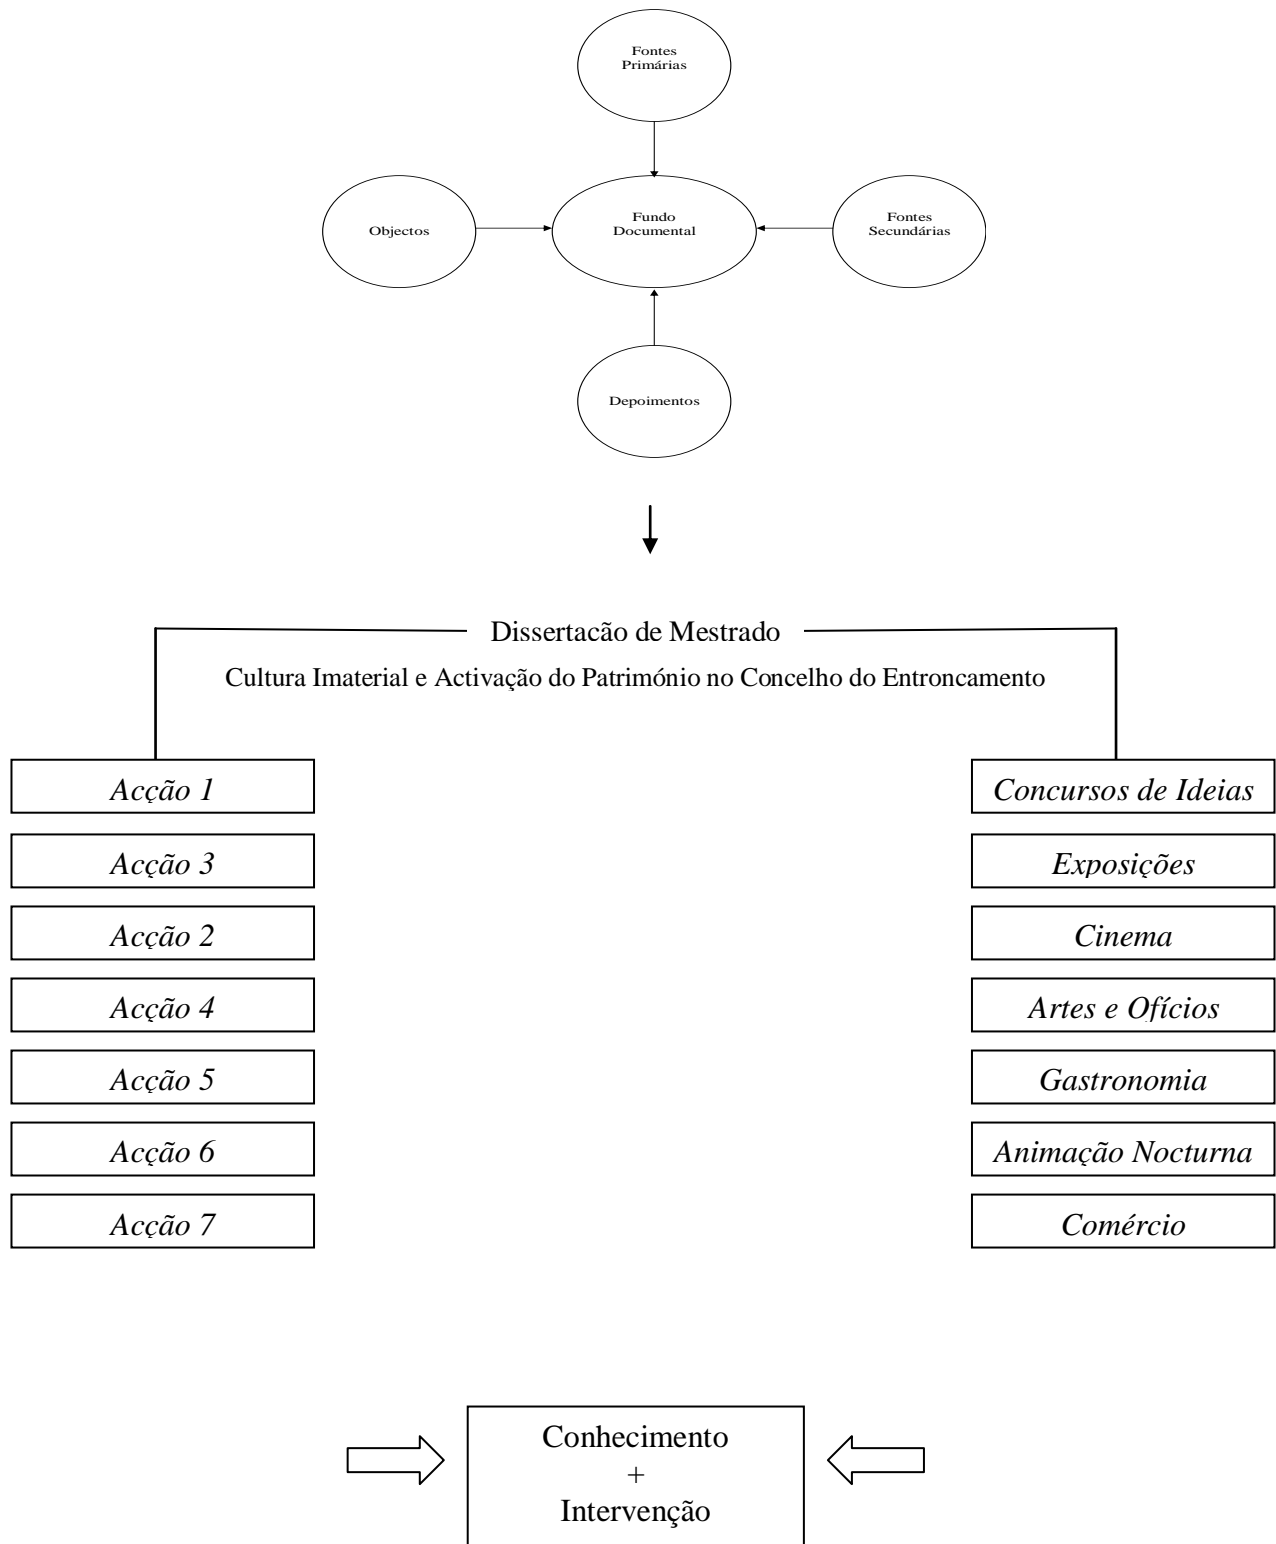 Fontes
Primárias
Objectos
Fundo
Documental
Fontes
Secundárias
Depoimentos
Dissertacão de Mestrado
Cultura Imaterial e Activação do Património no Concelho do Entroncamento
Acção 1
Concursos de Ideias
Acção 3
Exposições
Acção 2
Cinema
Acção 4
Artes e Ofícios
Acção 5
Gastronomia
Acção 6
Animação Nocturna
Acção 7
Comércio
Conhecimento
+
Intervenção